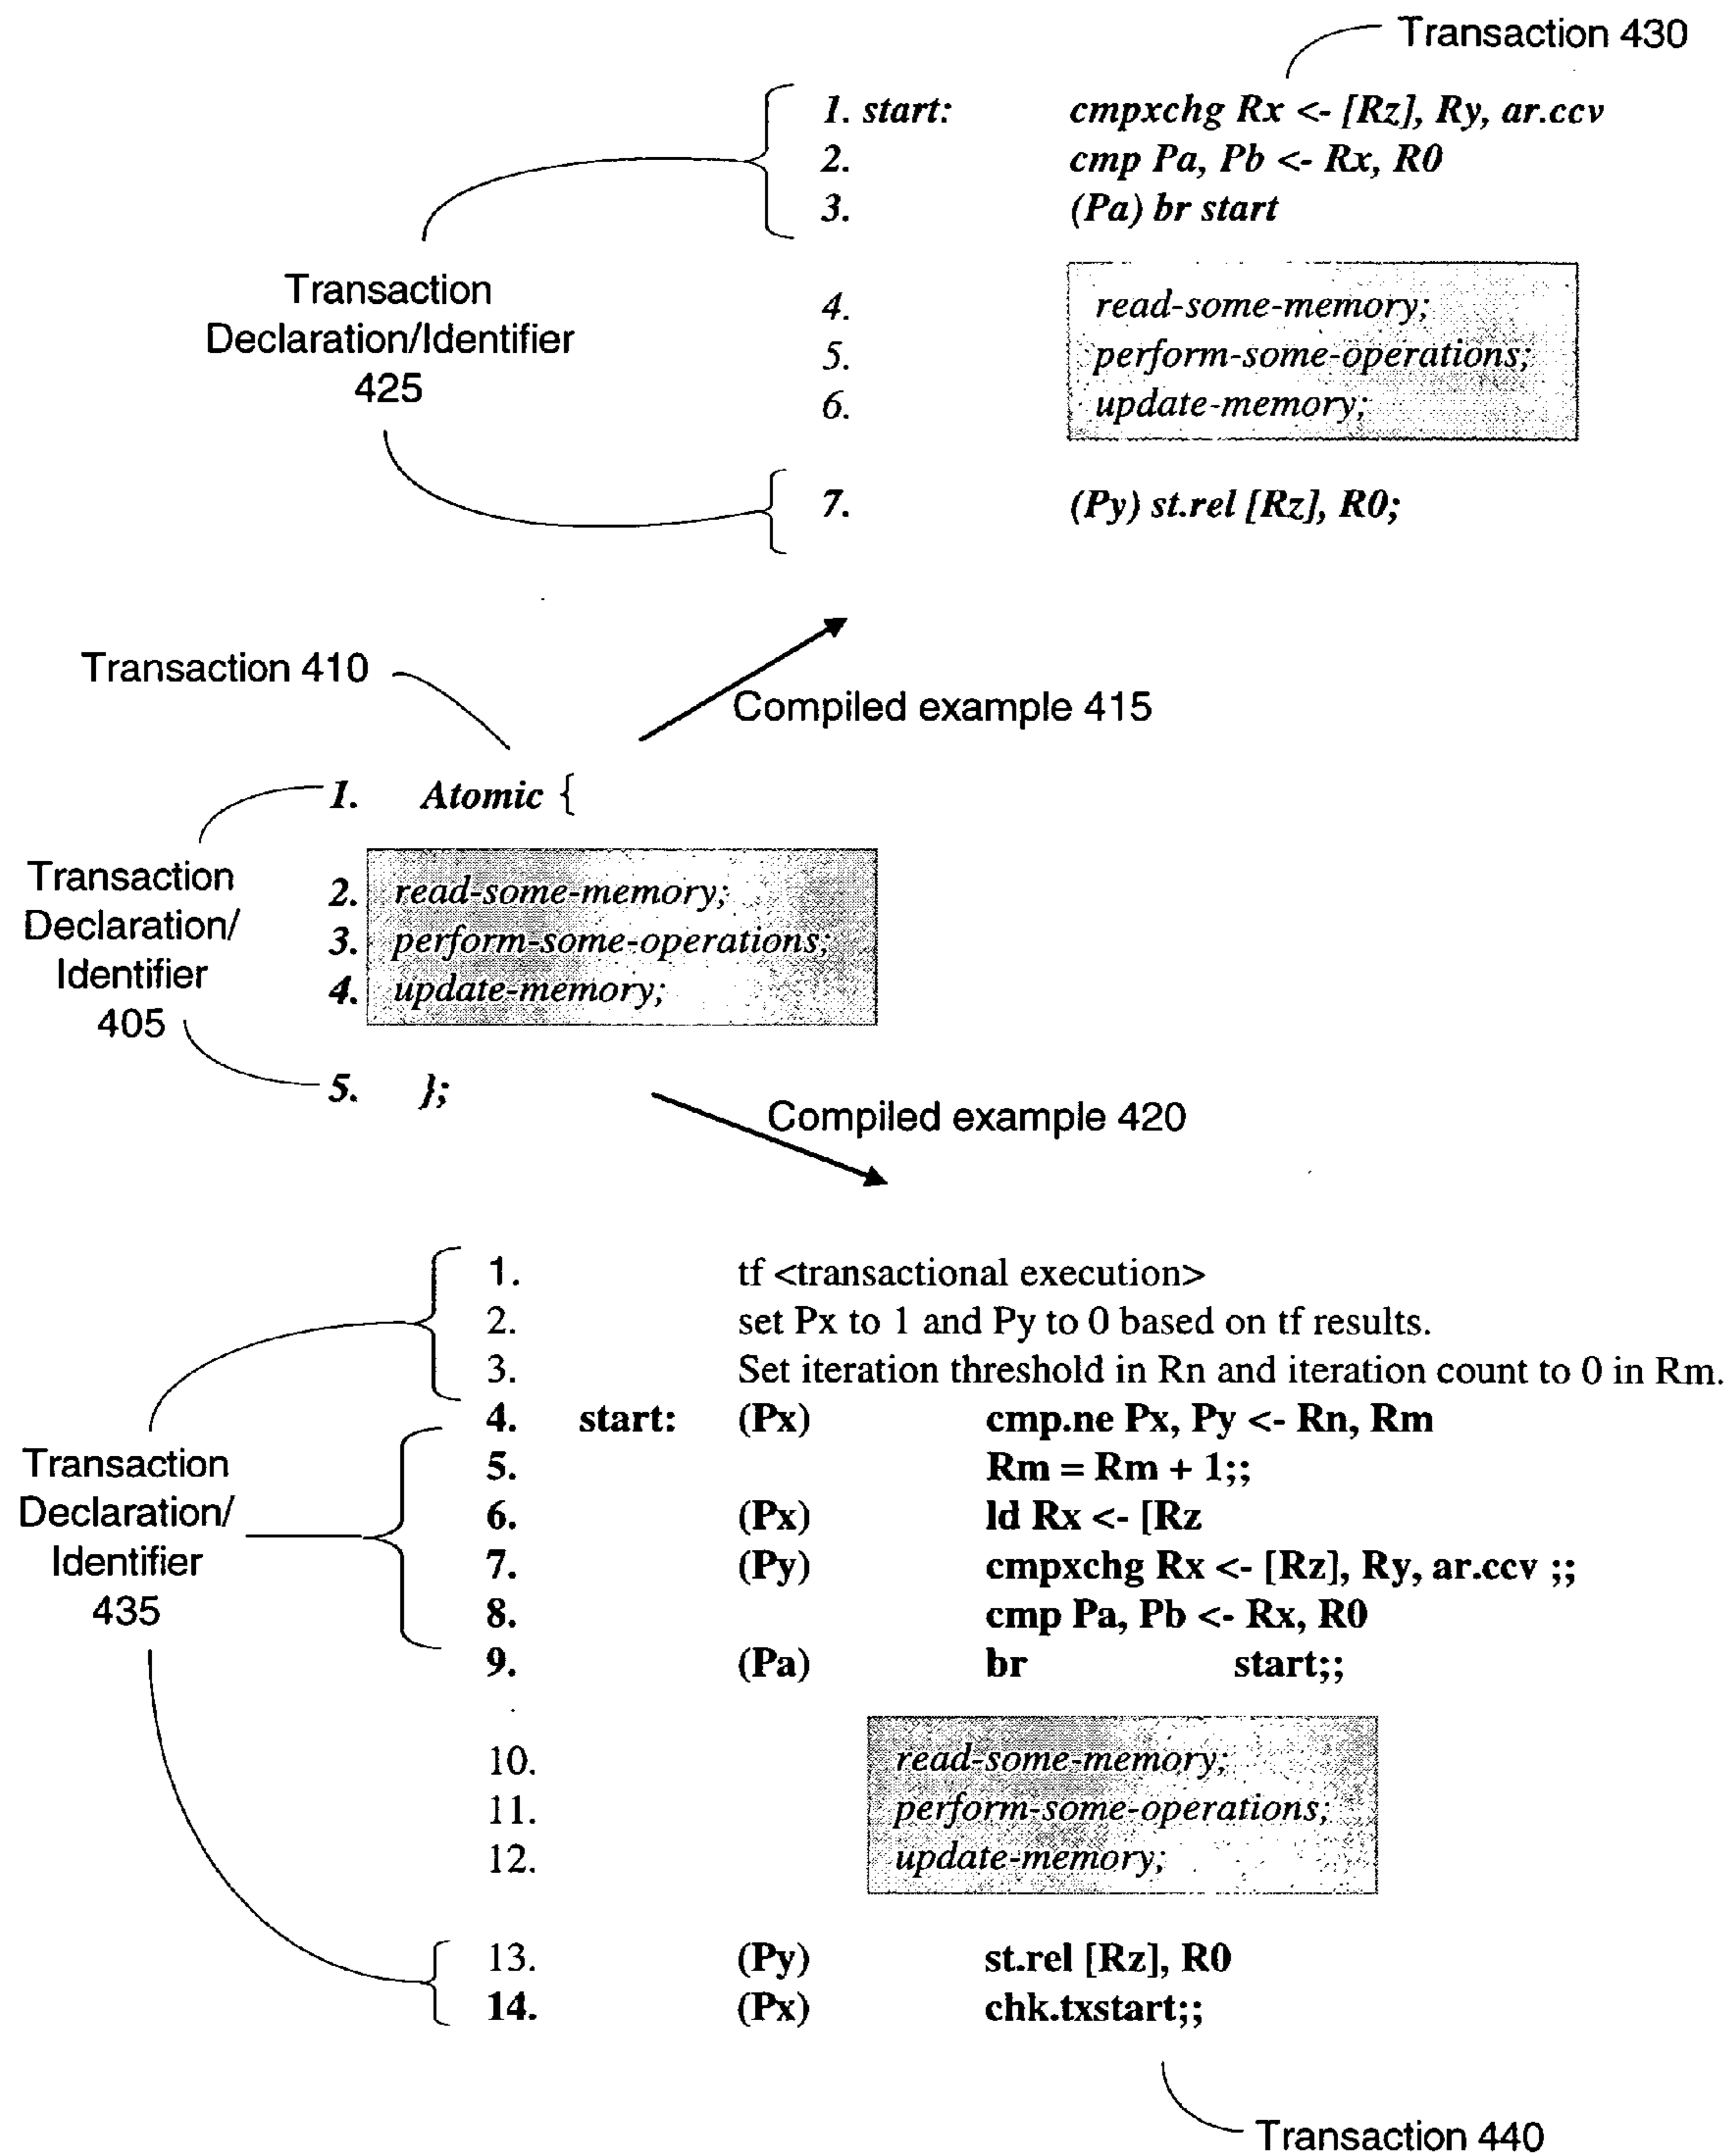 Transaction 430
1. start: cmpxchg Rx <- [Rz], Ry, ar.ccv
2. cmp Pa, Pb <- Rx, R0
3. (Pa) br start
Transaction
Declaration/Identifier
425
4. read-some-memory;
5. perform-some-operations;
6. update-memory;
7. (Py) st.rel [Rz], R0;
Transaction 410
Compiled example 415
1. Atomic {
Transaction
Declaration/
Identifier
405
2. read-some-memory;
3. perform-some-operations;
4. update-memory;
5. };
Compiled example 420
1. tf <transactional execution>
2. set Px to 1 and Py to 0 based on tf results.
3. Set iteration threshold in Rn and iteration count to 0 in Rm.
4. start: (Px) cmp.ne Px, Py <- Rn, Rm
5. Rm = Rm + 1;;
6. (Px) ld Rx <- [Rz
7. (Py) cmpxchg Rx <- [Rz], Ry, ar.ccv ;;
8. cmp Pa, Pb <- Rx, R0
9. (Pa) br start;;
Transaction
Declaration/
Identifier
435
10. read-some-memory;
11. perform-some-operations;
12. update-memory;
13. (Py) st.rel [Rz], R0
14. (Px) chk.txstart;;
Transaction 440